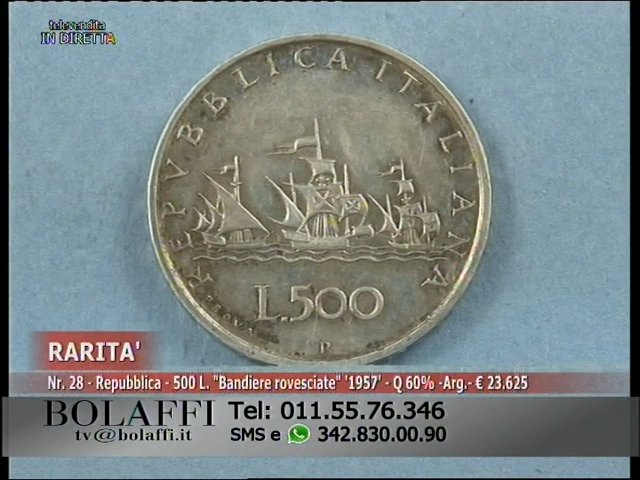 televendita
IN DIRETTA
REPVBBLICA ITALIANA
L.500
PROVA
R
RARITA'
Nr. 28 - Repubblica - 500 L. "Bandiere rovesciate" '1957' - Q 60% -Arg.- € 23.625
BOLAFFI
tv@bolaffi.it
Tel: 011.55.76.346
SMS e 342.830.00.90